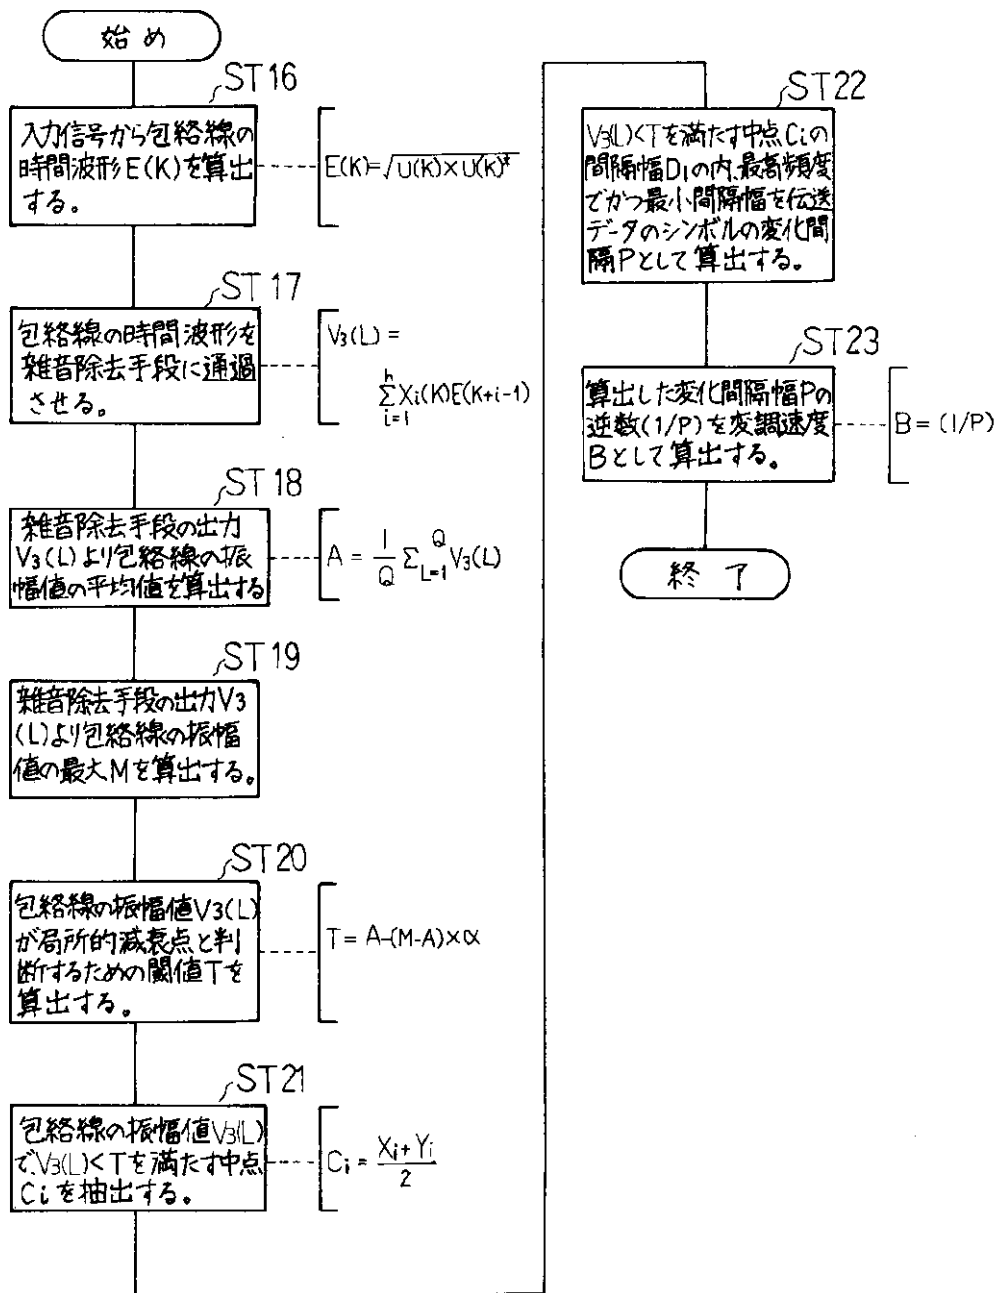 始め
ST16
入力信号から包絡線の
時間波形E(K)を算出
する。
E(K)=√U(K)×U(K)*
ST17
包絡線の時間波形を
雑音除去手段に通過
させる。
V3(L)=
n
Σ Xi(K)E(K+i-1)
i=1
ST18
雑音除去手段の出力
V3(L)より包絡線の振
幅値の平均値を算出する
A = 1/Q Σ_{L=1}^{Q} V3(L)
ST19
雑音除去手段の出力V3
(L)より包絡線の振幅
値の最大Mを算出する。
ST20
包絡線の振幅値V3(L)
が局所的減衰点と判
断するための閾値Tを
算出する。
T=A-(M-A)×α
ST21
包絡線の振幅値V3(L)
で、V3(L)<Tを満たす中点
Ciを抽出する。
Ci = Xi+Yi
2
ST22
V3(L)<Tを満たす中点Ciの
間隔幅Diの内、最高頻度
でかつ最小間隔幅を伝送
データのシンボルの変化間
隔Pとして算出する。
ST23
算出した変化間隔幅Pの
逆数(1/P)を変調速度
Bとして算出する。
B=(1/P)
終了